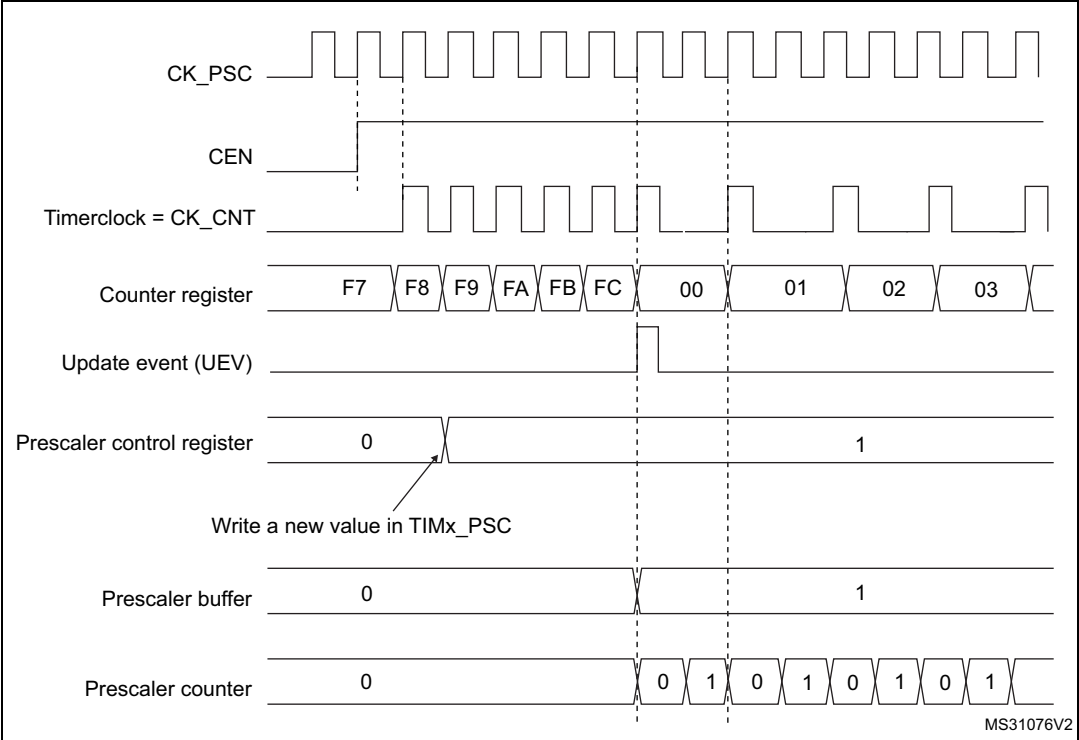 CK_PSC
CEN
Timerclock = CK_CNT
Counter register F7 F8 F9 FA FB FC 00 01 02 03
Update event (UEV)
Prescaler control register 0 1
Write a new value in TIMx_PSC
Prescaler buffer 0 1
Prescaler counter 0 0 1 0 1 0 1 0 1
MS31076V2